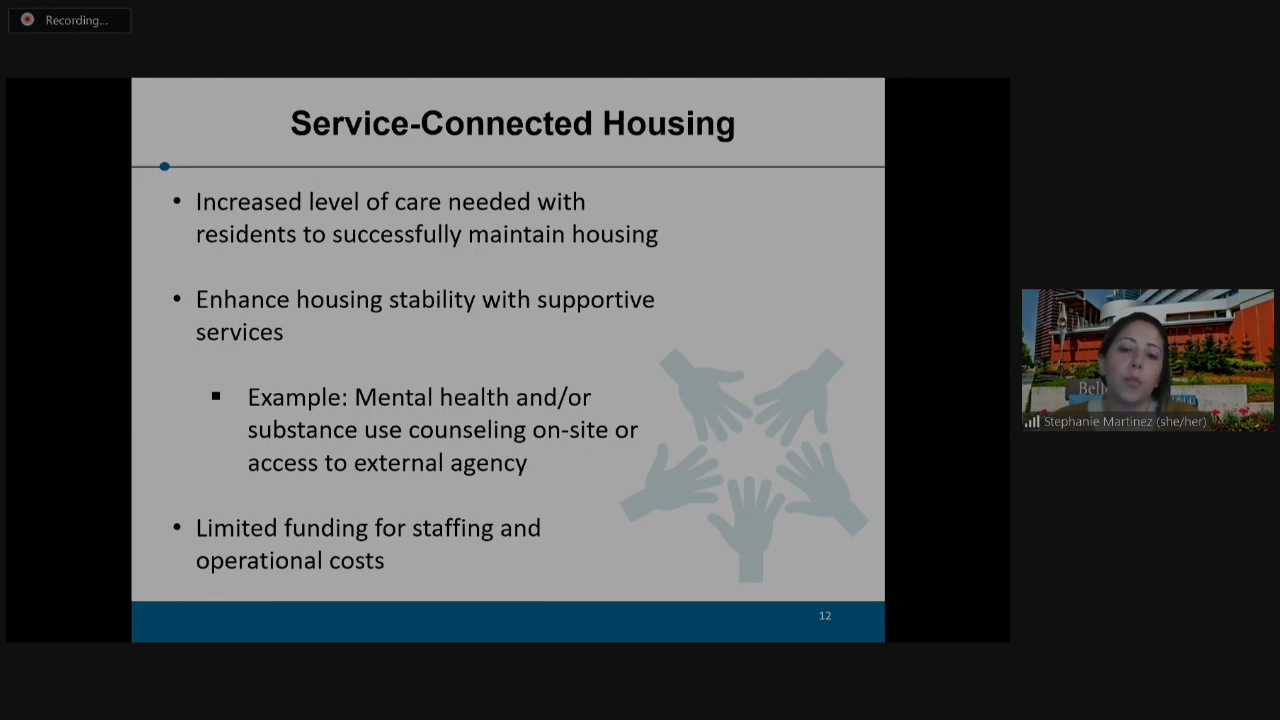 Recording...
Service-Connected Housing
• Increased level of care needed with
residents to successfully maintain housing
• Enhance housing stability with supportive
services
▪ Example: Mental health and/or
substance use counseling on-site or
access to external agency
• Limited funding for staffing and
operational costs
12
Bell
Stephanie Martinez (she/her)